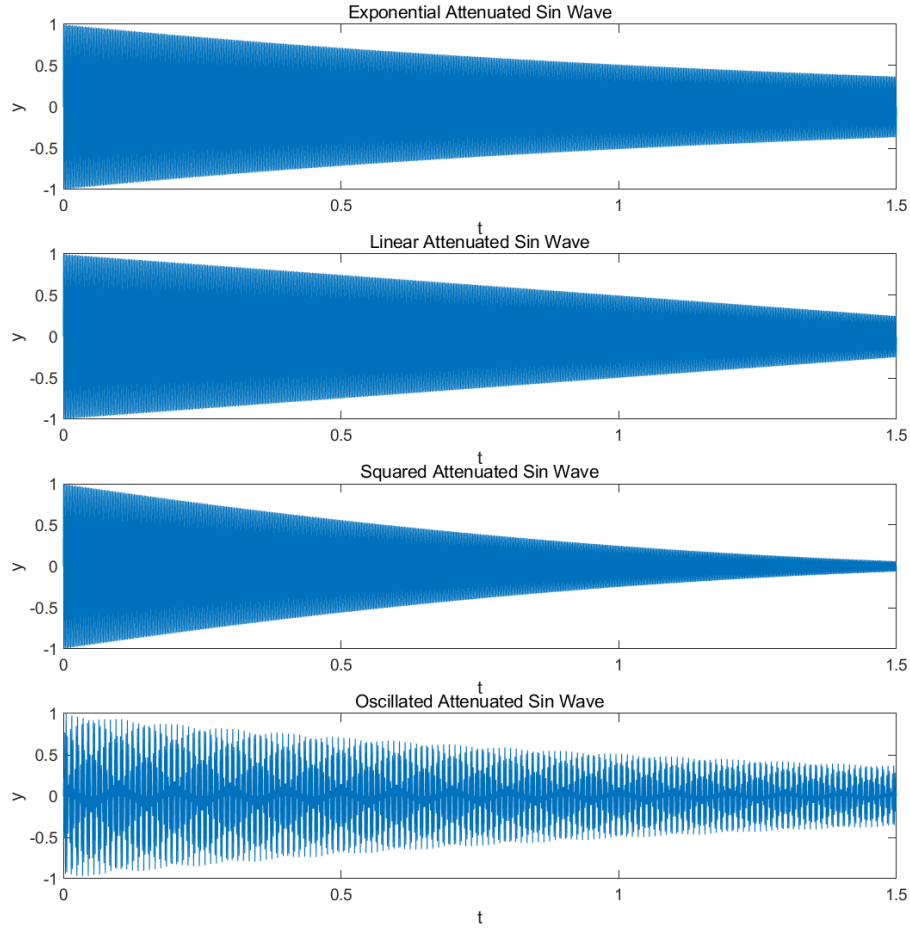 Exponential Attenuated Sin Wave
1
0.5
0
-0.5
-1
y
0 0.5 1 1.5
t
Linear Attenuated Sin Wave
1
0.5
0
-0.5
-1
y
0 0.5 1 1.5
t
Squared Attenuated Sin Wave
1
0.5
0
-0.5
-1
y
0 0.5 1 1.5
t
Oscillated Attenuated Sin Wave
1
0.5
0
-0.5
-1
y
0 0.5 1 1.5
t